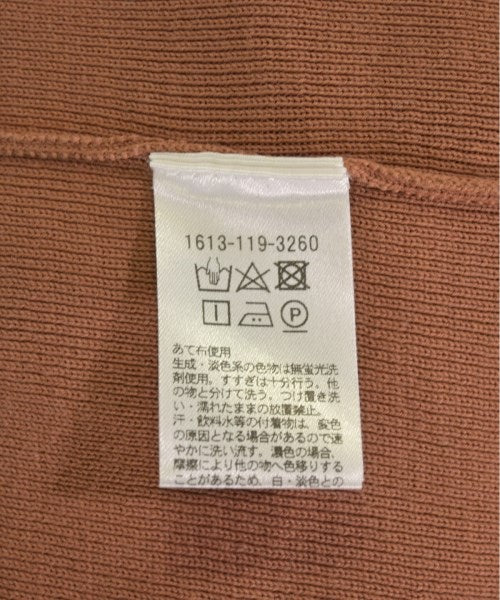 1613-119-3260
P
あて布使用
生成・淡色系の色物は無蛍光洗
剤使用。すすぎは十分行う。他
の物と分けて洗う。つけ置き洗
い・濡れたままの放置禁止。
汗・飲料水等の付着物は、変色
の原因となる場合があるので速
やかに洗い流す。濃色の場合、
摩擦により他の物へ色移りする
ことがあるため、白・淡色との